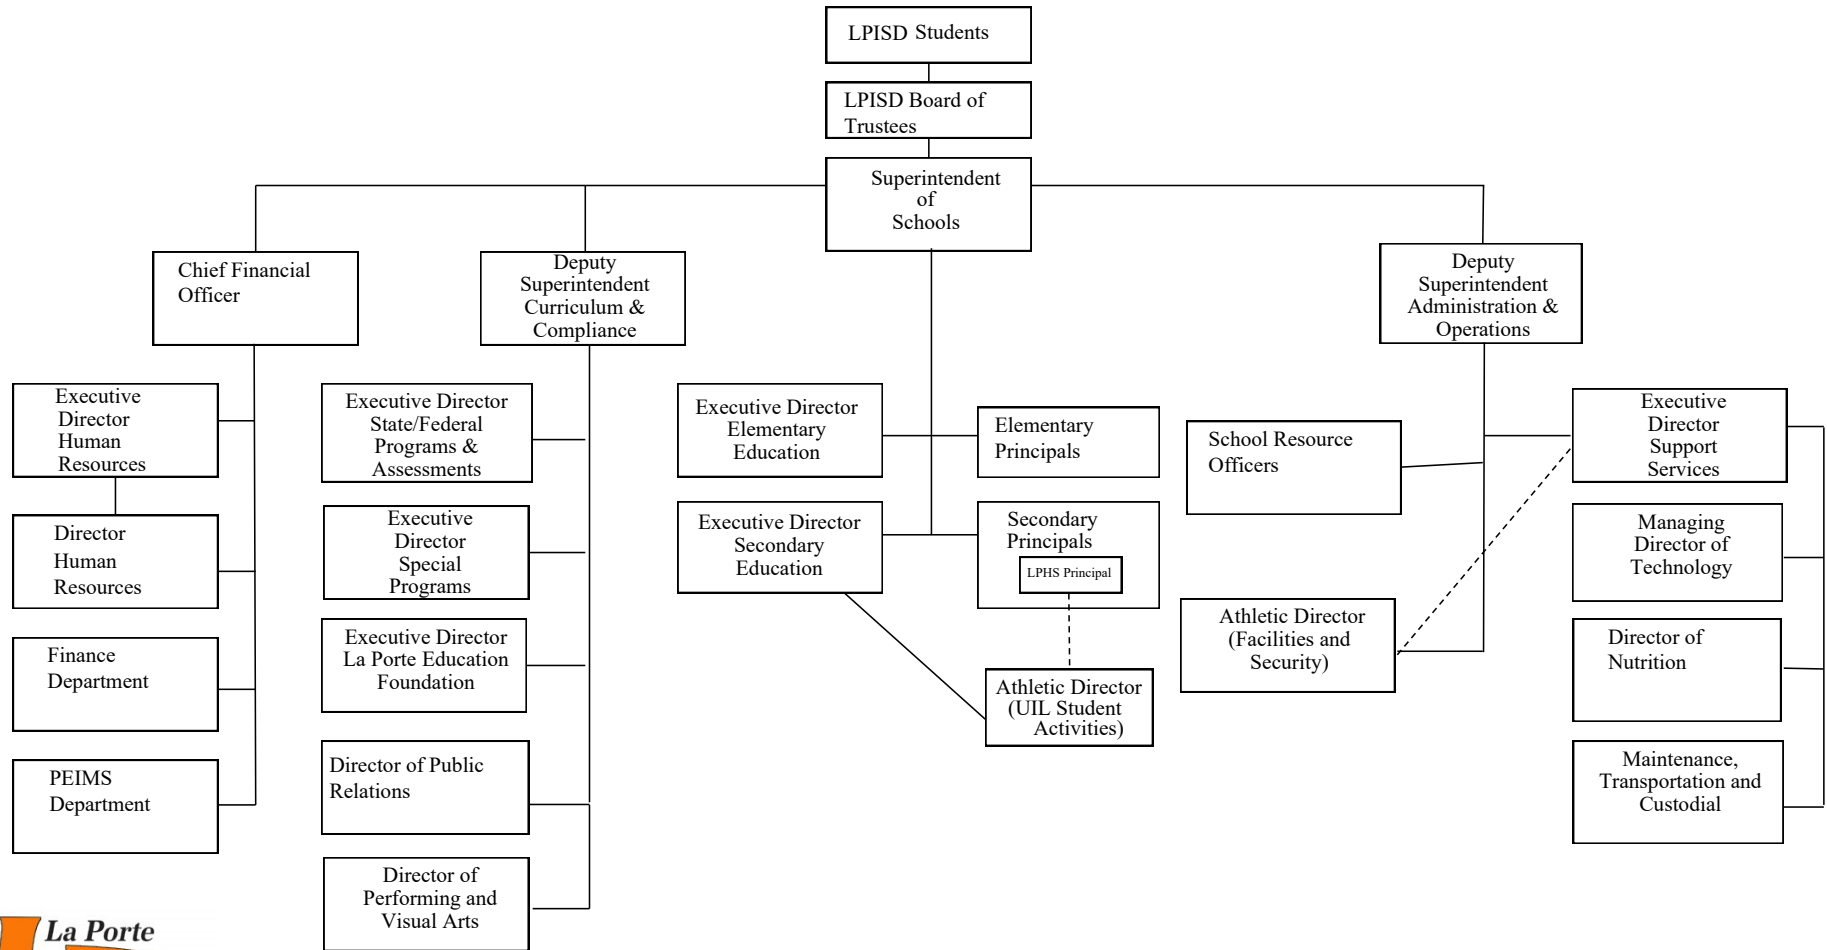 LPISD Students
LPISD Board of
Trustees
Superintendent
of
Schools
Chief Financial
Officer
Deputy
Superintendent
Curriculum &
Compliance
Deputy
Superintendent
Administration &
Operations
Executive
Director
Human
Resources
Director
Human
Resources
Finance
Department
PEIMS
Department
Executive Director
State/Federal
Programs &
Assessments
Executive
Director
Special
Programs
Executive Director
La Porte Education
Foundation
Director of Public
Relations
Director of
Performing and
Visual Arts
Executive Director
Elementary
Education
Executive Director
Secondary
Education
Elementary
Principals
Secondary
Principals
LPHS Principal
Athletic Director
(UIL Student
Activities)
School Resource
Officers
Athletic Director
(Facilities and
Security)
Executive
Director
Support
Services
Managing
Director of
Technology
Director of
Nutrition
Maintenance,
Transportation and
Custodial
La Porte